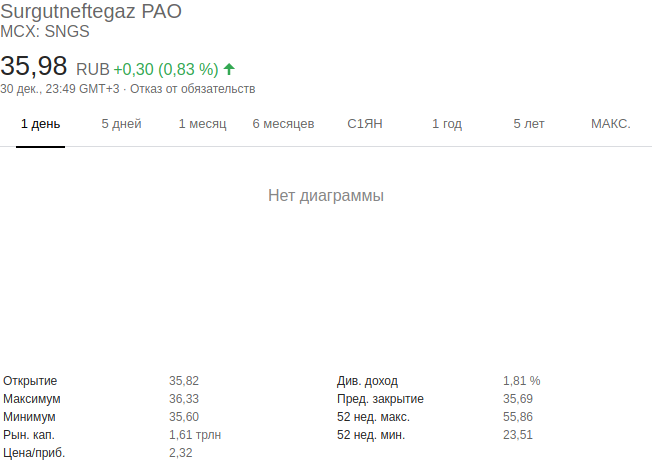 Surgutneftegaz PAO
MCX: SNGS
35,98 RUB +0,30 (0,83 %)
30 дек., 23:49 GMT+3 · Отказ от обязательств
1 день 5 дней 1 месяц 6 месяцев С1ЯН 1 год 5 лет МАКС.
Нет диаграммы
Открытие 35,82 Див. доход 1,81 %
Максимум 36,33 Пред. закрытие 35,69
Минимум 35,60 52 нед. макс. 55,86
Рын. кап. 1,61 трлн 52 нед. мин. 23,51
Цена/приб. 2,32